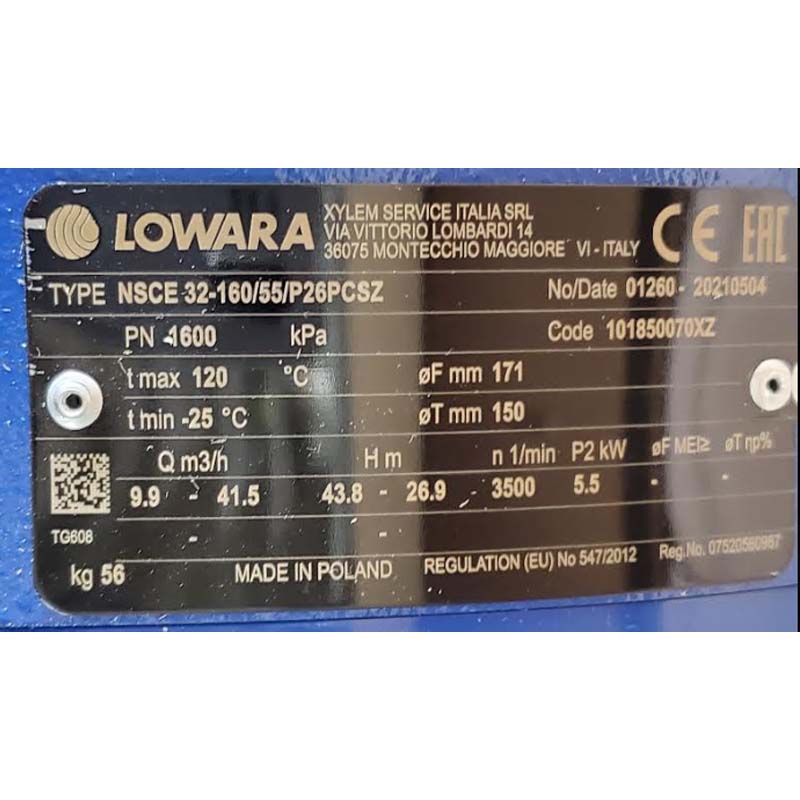 LOWARA
XYLEM SERVICE ITALIA SRL
VIA VITTORIO LOMBARDI 14
36075 MONTECCHIO MAGGIORE VI - ITALY
CE EAC
TYPE NSCE 32-160/55/P26PCSZ No/Date 01260 - 20210504
PN 1600 kPa Code 101850070XZ
t max 120 °C øF mm 171
t min -25 °C øT mm 150
Q m3/h H m n 1/min P2 kW øF MEI≥ øT ηp%
9.9 - 41.5 43.8 - 26.9 - 3500 5.5 - -
TG608 - -
kg 56 MADE IN POLAND REGULATION (EU) No 547/2012 Reg.No. 07520560967